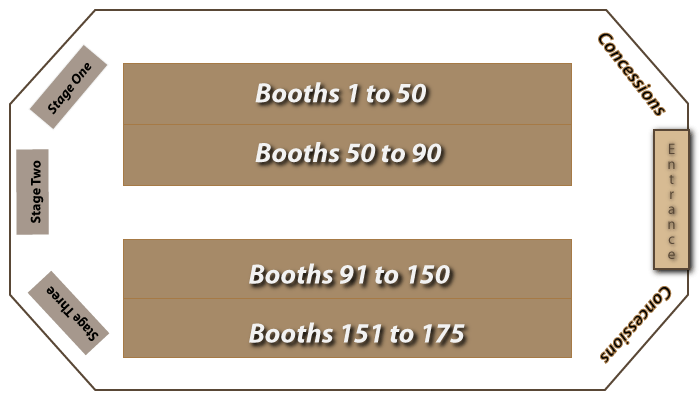 Stage One
Stage Two
Stage Three
Booths 1 to 50
Booths 50 to 90
Booths 91 to 150
Booths 151 to 175
Concessions
Entrance
Concessions